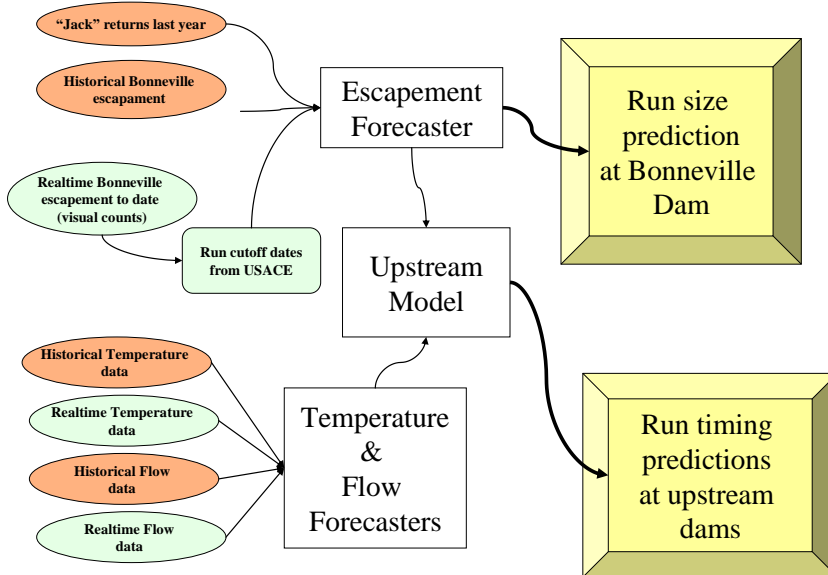 “Jack” returns last year
Historical Bonneville
escapament
Escapement
Forecaster
Run size
prediction
at Bonneville
Dam
Realtime Bonneville
escapement to date
(visual counts)
Run cutoff dates
from USACE
Upstream
Model
Historical Temperature
data
Realtime Temperature
data
Historical Flow
data
Realtime Flow
data
Temperature
&
Flow
Forecasters
Run timing
predictions
at upstream
dams